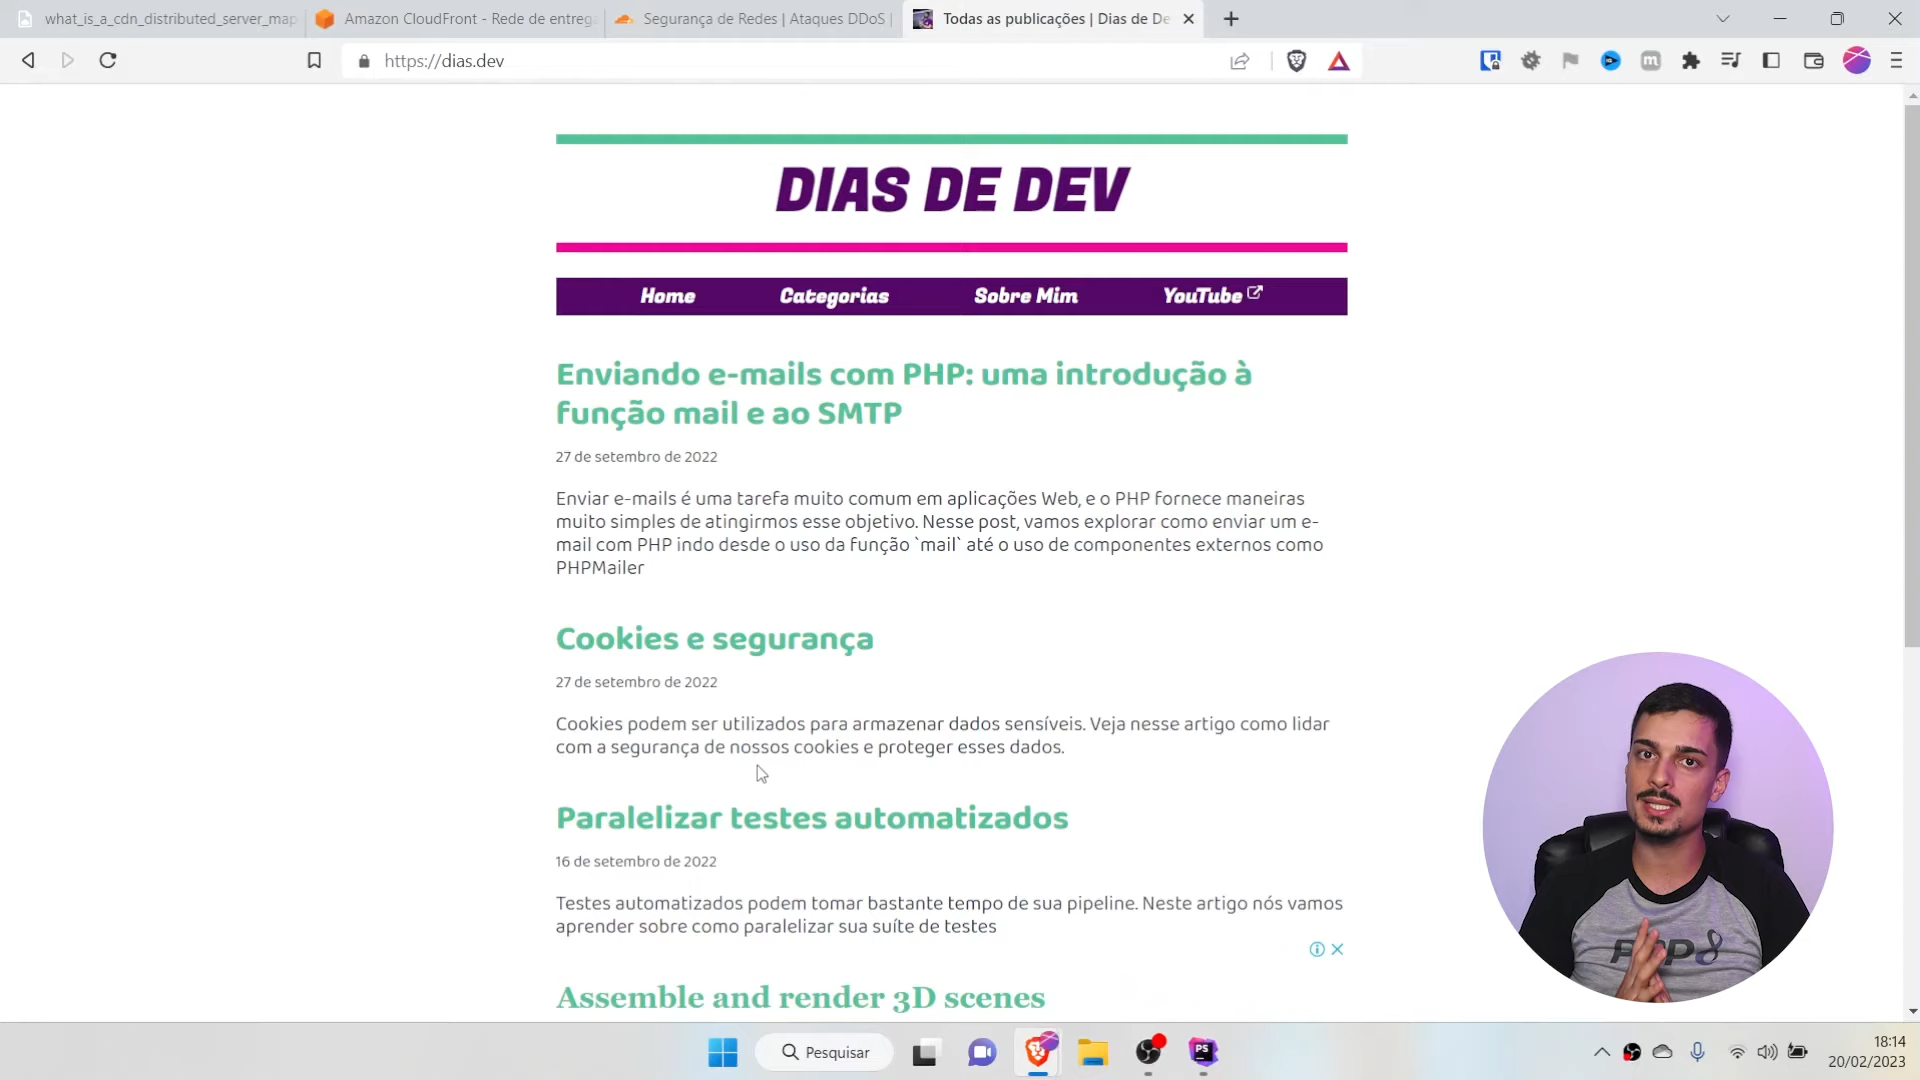 what_is_a_cdn_distributed_server_map
Amazon CloudFront - Rede de entrega
Segurança de Redes | Ataques DDoS |
Todas as publicações | Dias de De
https://dias.dev
DIAS DE DEV
Home
Categorias
Sobre Mim
YouTube
Enviando e-mails com PHP: uma introdução à
função mail e ao SMTP
27 de setembro de 2022
Enviar e-mails é uma tarefa muito comum em aplicações Web, e o PHP fornece maneiras
muito simples de atingirmos esse objetivo. Nesse post, vamos explorar como enviar um e-
mail com PHP indo desde o uso da função `mail` até o uso de componentes externos como
PHPMailer
Cookies e segurança
27 de setembro de 2022
Cookies podem ser utilizados para armazenar dados sensíveis. Veja nesse artigo como lidar
com a segurança de nossos cookies e proteger esses dados.
Paralelizar testes automatizados
16 de setembro de 2022
Testes automatizados podem tomar bastante tempo de sua pipeline. Neste artigo nós vamos
aprender sobre como paralelizar sua suíte de testes
Assemble and render 3D scenes
Pesquisar
PS
18:14
20/02/2023